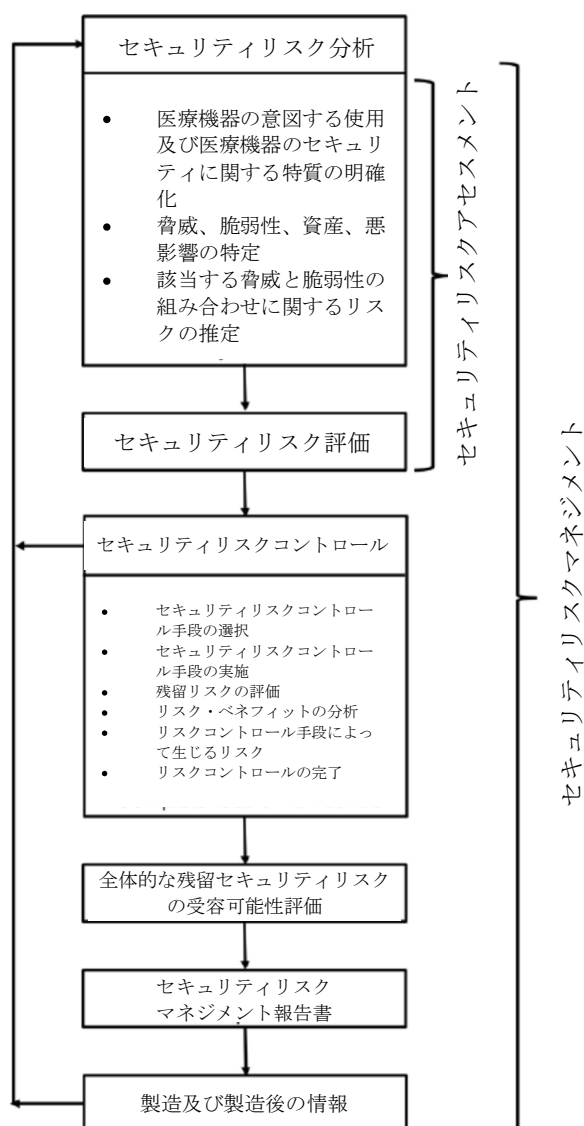 セキュリティリスク分析
• 医療機器の意図する使用
及び医療機器のセキュリ
ティに関する特質の明確
化
• 脅威、脆弱性、資産、悪
影響の特定
• 該当する脅威と脆弱性の
組み合わせに関するリス
クの推定
セキュリティリスク評価
セキュリティリスクアセスメント
セキュリティリスクコントロール
• セキュリティリスクコントロー
ル手段の選択
• セキュリティリスクコントロー
ル手段の実施
• 残留リスクの評価
• リスク・ベネフィットの分析
• リスクコントロール手段によっ
て生じるリスク
• リスクコントロールの完了
全体的な残留セキュリティリスク
の受容可能性評価
セキュリティリスク
マネジメント報告書
製造及び製造後の情報
セキュリティリスクマネジメント